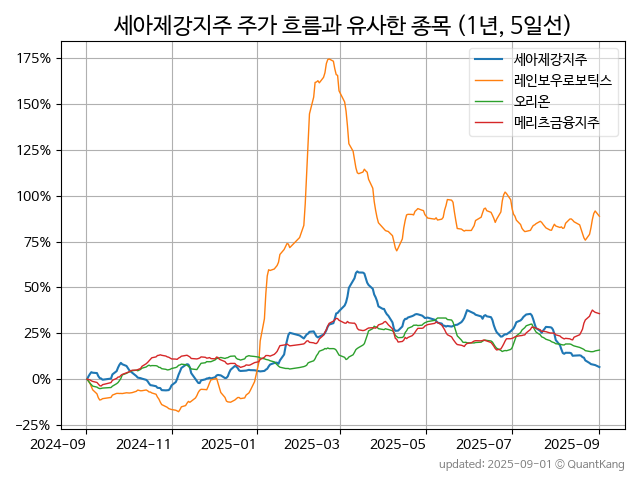 세아제강지주 주가 흐름과 유사한 종목 (1년, 5일선)
세아제강지주
레인보우로보틱스
오리온
메리츠금융지주
175%
150%
125%
100%
75%
50%
25%
0%
−25%
2024-09 2024-11 2025-01 2025-03 2025-05 2025-07 2025-09
updated: 2025-09-01 © QuantKang